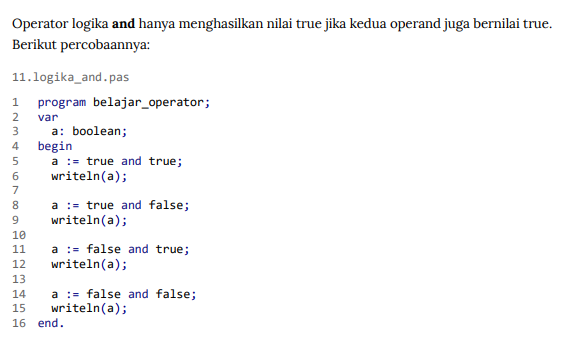 Operator logika and hanya menghasilkan nilai true jika kedua operand juga bernilai true.
Berikut percobaannya:
11.logika_and.pas
1 program belajar_operator;
2 var
3 a: boolean;
4 begin
5 a := true and true;
6 writeln(a);
7
8 a := true and false;
9 writeln(a);
10
11 a := false and true;
12 writeln(a);
13
14 a := false and false;
15 writeln(a);
16 end.